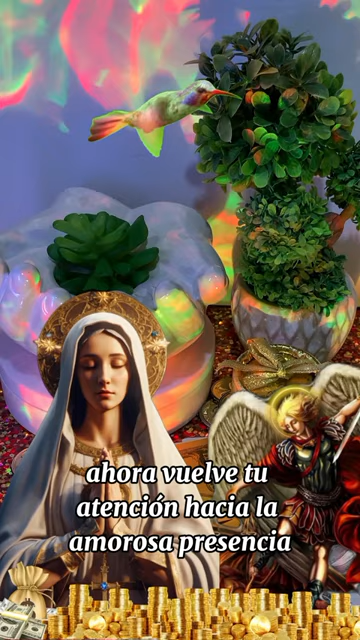 ahora vuelve tu
atención hacia la
amorosa presencia